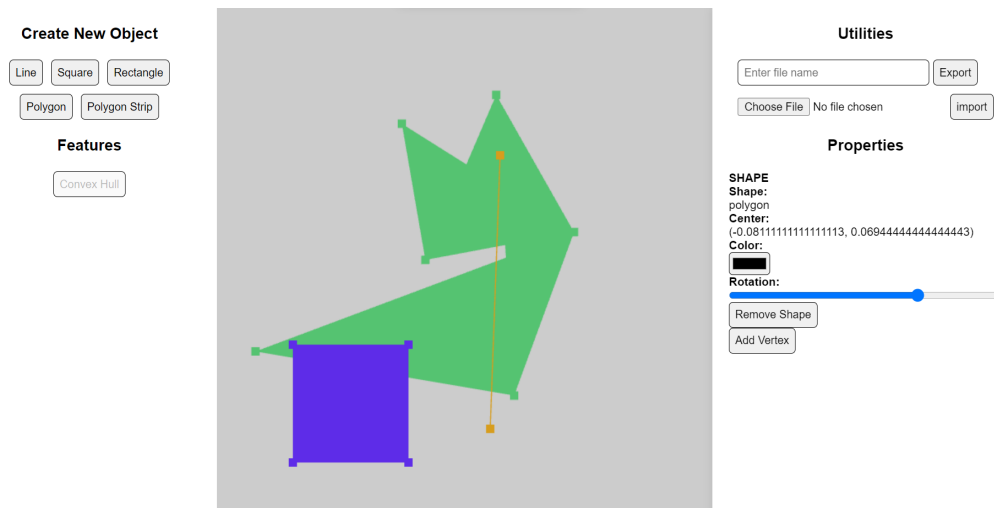 Create New Object
Line Square Rectangle
Polygon Polygon Strip
Features
Convex Hull
Utilities
Enter file name Export
Choose File No file chosen import
Properties
SHAPE
Shape:
polygon
Center:
(-0.08111111111111113, 0.06944444444444443)
Color:
Rotation:
Remove Shape
Add Vertex